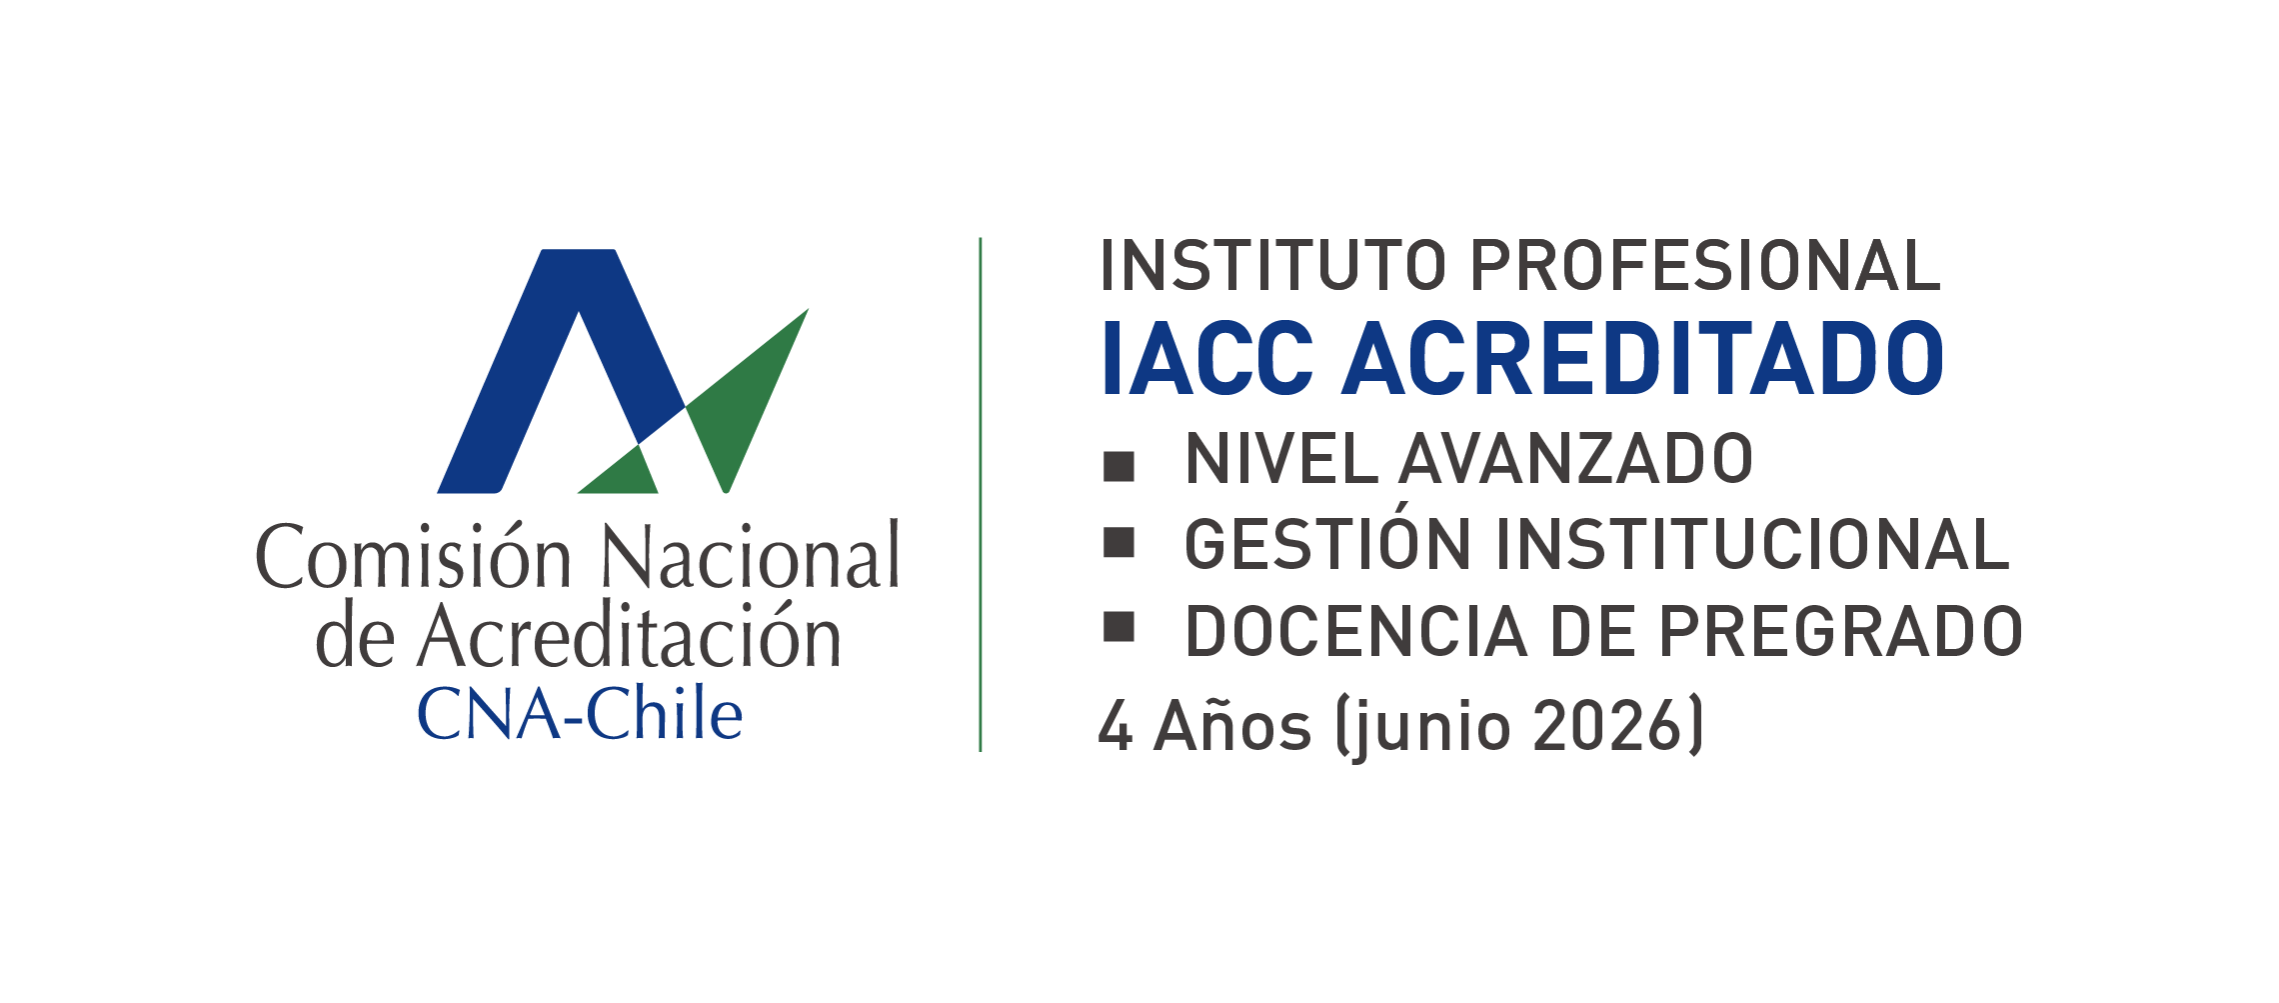 Comisión Nacional
de Acreditación
CNA-Chile
INSTITUTO PROFESIONAL
IACC ACREDITADO
▪ NIVEL AVANZADO
▪ GESTIÓN INSTITUCIONAL
▪ DOCENCIA DE PREGRADO
4 Años (junio 2026)